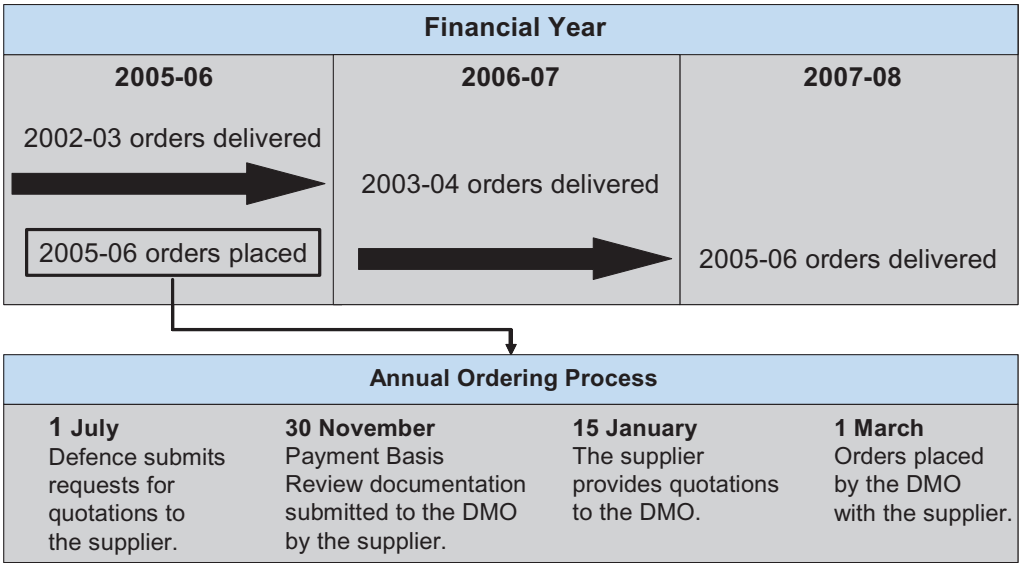 Financial Year
2005-06
2006-07
2007-08
2002-03 orders delivered
2003-04 orders delivered
2005-06 orders placed
2005-06 orders delivered
Annual Ordering Process
1 July
Defence submits
requests for
quotations to
the supplier.
30 November
Payment Basis
Review documentation
submitted to the DMO
by the supplier.
15 January
The supplier
provides quotations
to the DMO.
1 March
Orders placed
by the DMO
with the supplier.